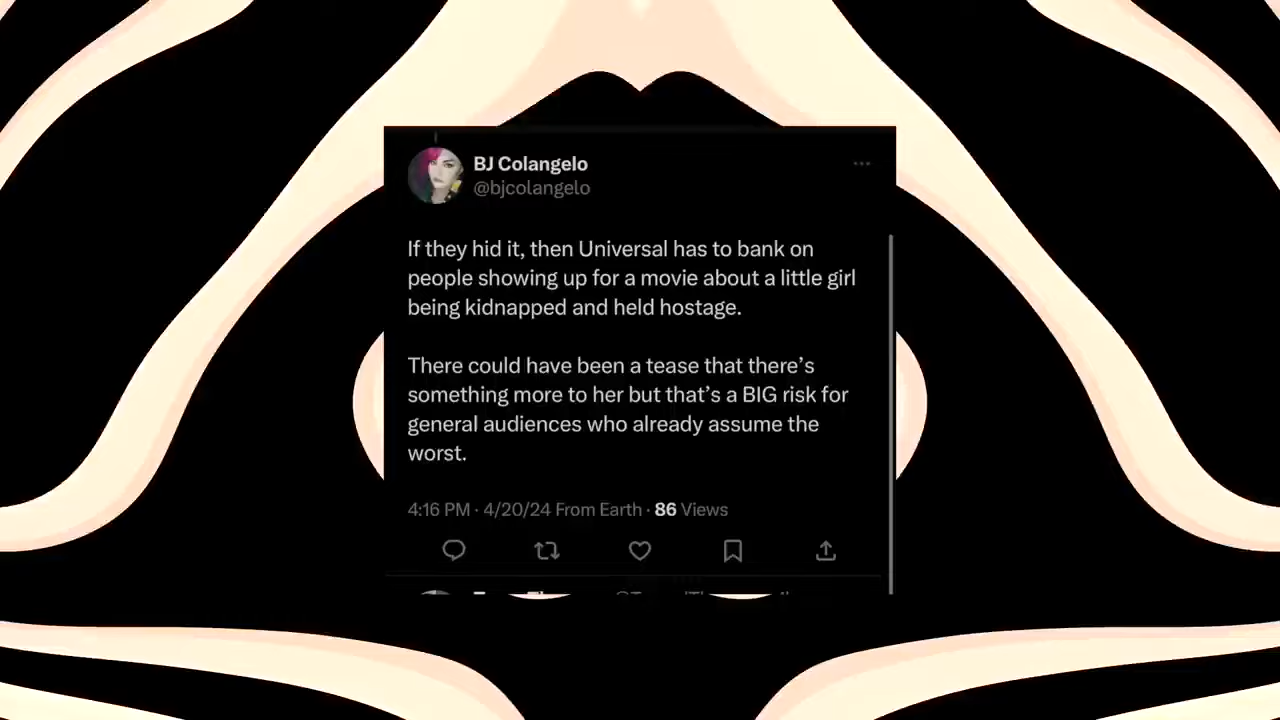 BJ Colangelo
@bjcolangelo
If they hid it, then Universal has to bank on
people showing up for a movie about a little girl
being kidnapped and held hostage.
There could have been a tease that there's
something more to her but that's a BIG risk for
general audiences who already assume the
worst.
4:16 PM · 4/20/24 From Earth · 86 Views